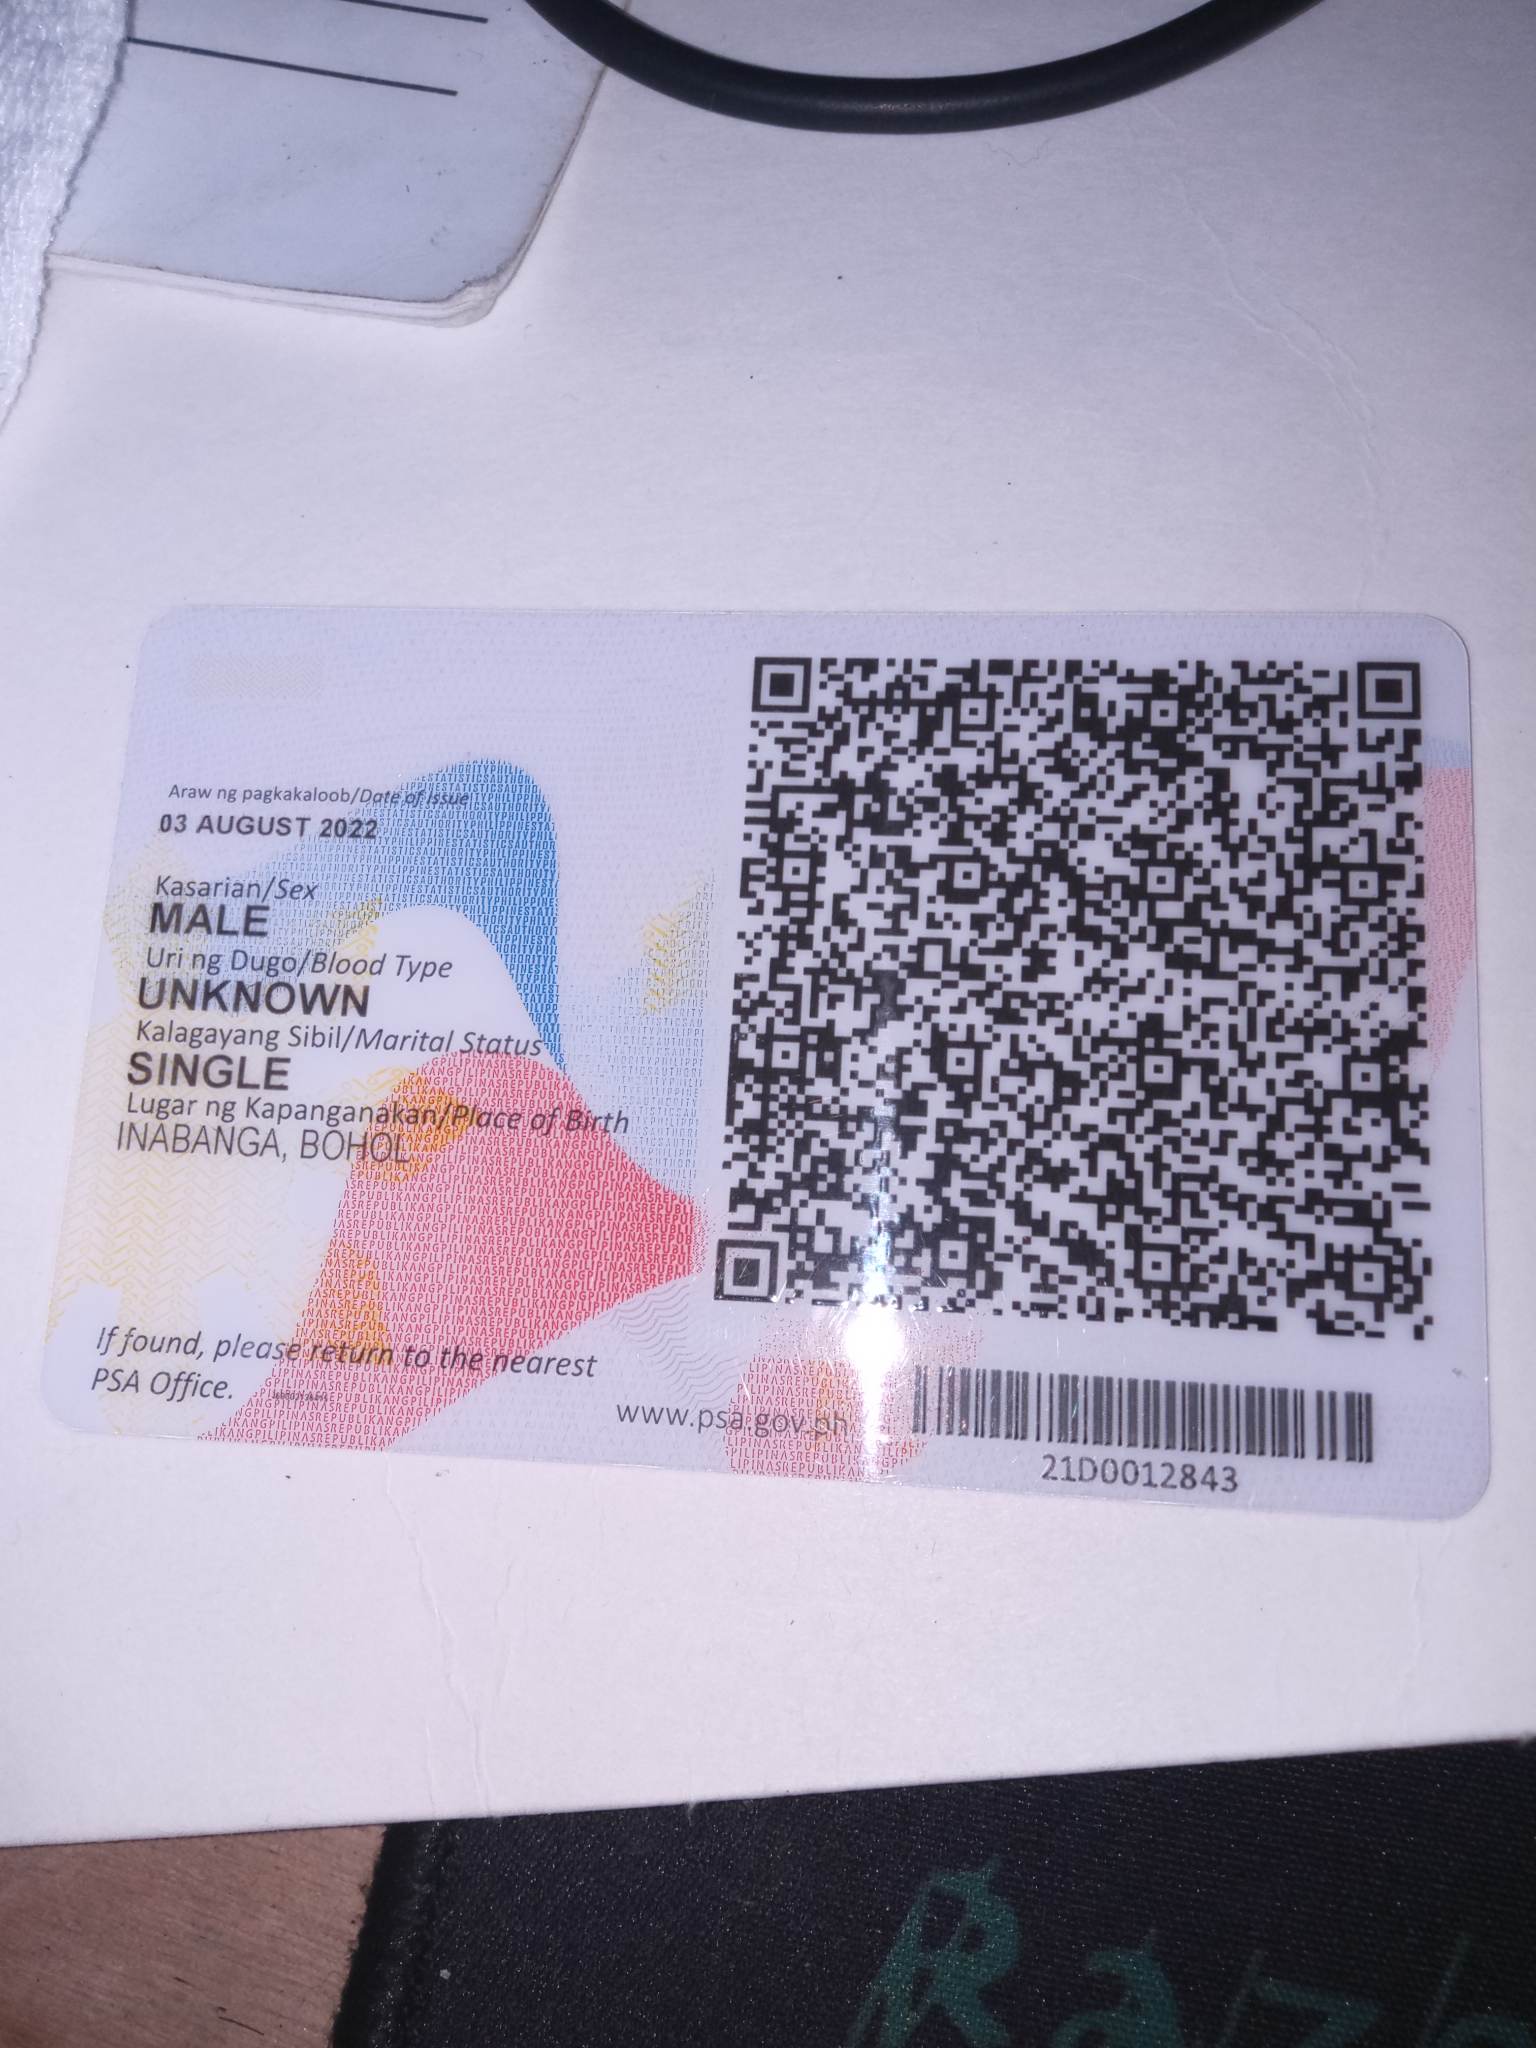 Araw ng pagkakaloob/Date of Issue
03 AUGUST 2022
Kasarian/Sex
MALE
Uri ng Dugo/Blood Type
UNKNOWN
Kalagayang Sibil/Marital Status
SINGLE
Lugar ng Kapanganakan/Place of Birth
INABANGA, BOHOL
If found, please return to the nearest
PSA Office.
www.psa.gov.ph
21D0012843